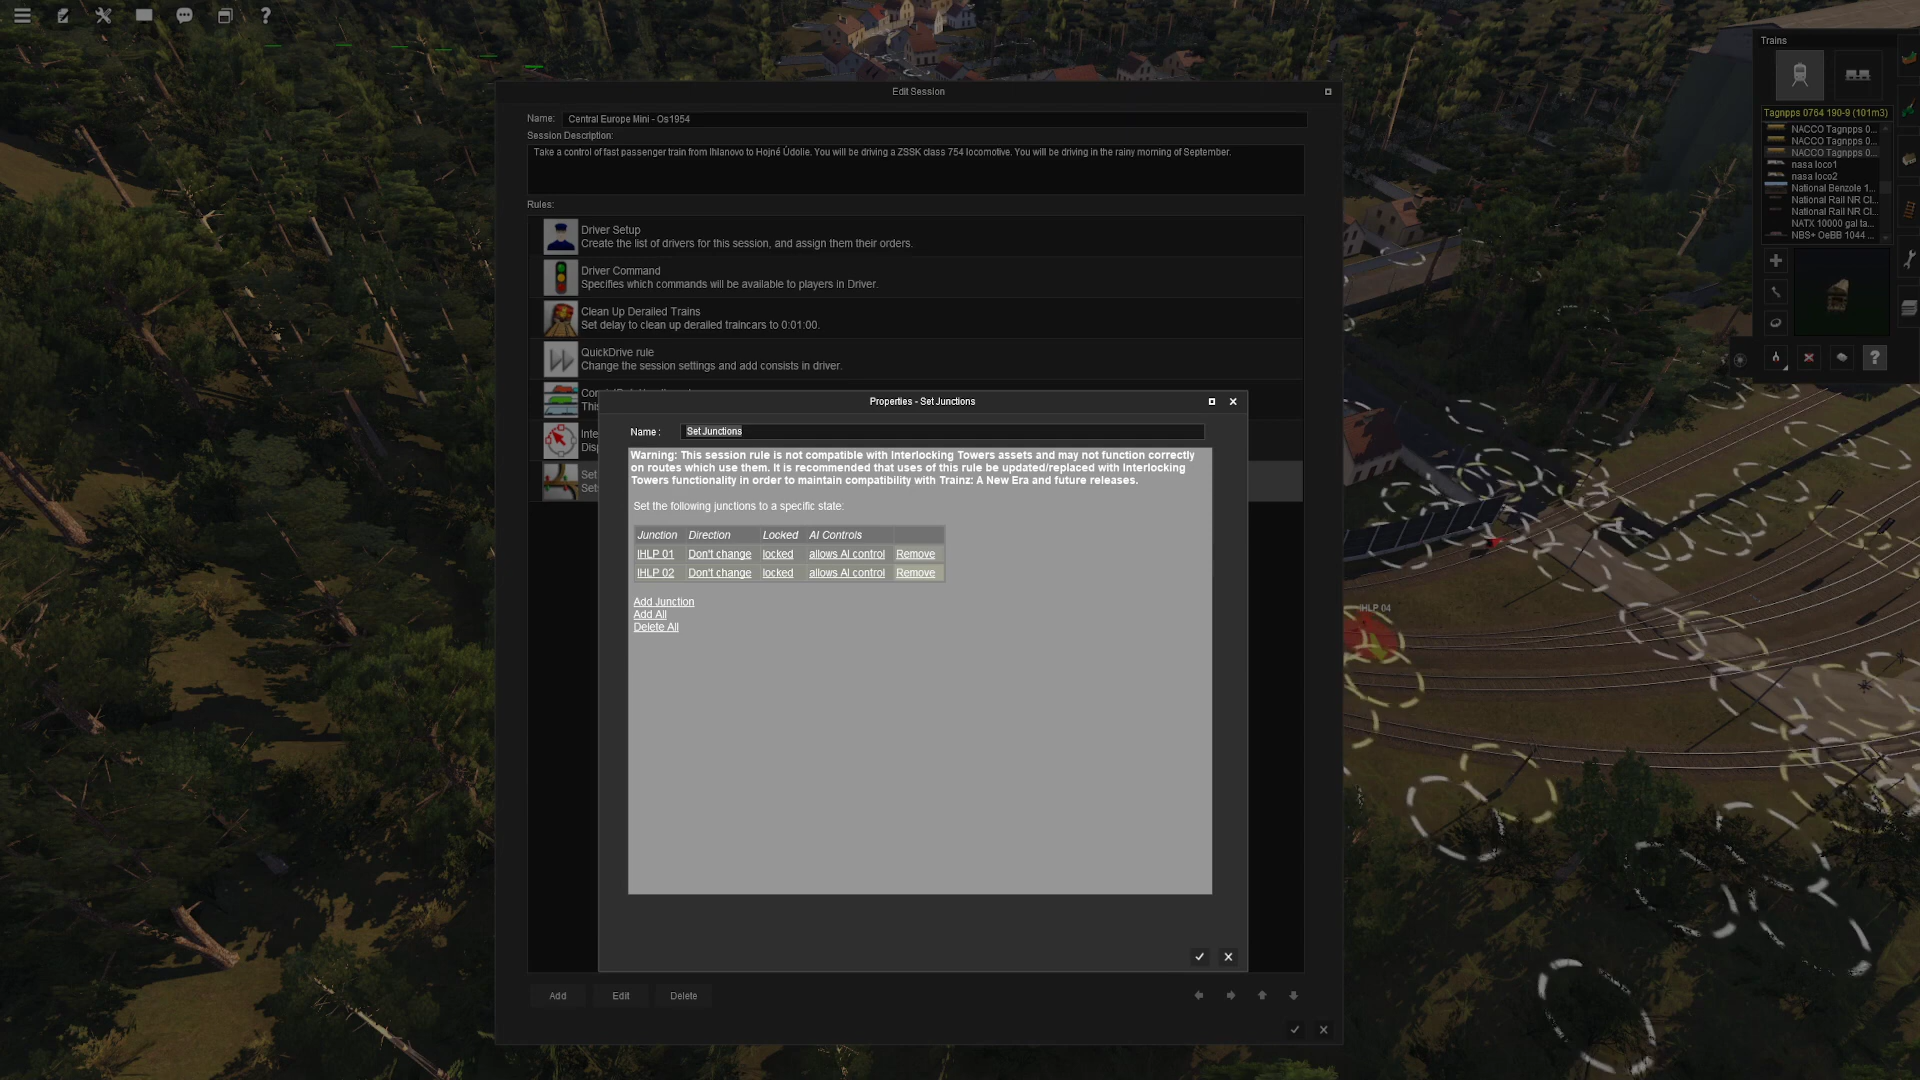 Edit Session
Name: Central Europe Mini - Os1954
Session Description:
Take a control of fast passenger train from Ihlanovo to Hojné Údolie. You will be driving a ZSSK class 754 locomotive. You will be driving in the rainy morning of September.
Rules:
Driver Setup
Create the list of drivers for this session, and assign them their orders.
Driver Command
Specifies which commands will be available to players in Driver.
Clean Up Derailed Trains
Set delay to clean up derailed traincars to 0:01:00.
QuickDrive rule
Change the session settings and add consists in driver.
This
Inte
Disp
Set
Sets
Properties - Set Junctions
Name : Set Junctions
Warning: This session rule is not compatible with Interlocking Towers assets and may not function correctly
on routes which use them. It is recommended that uses of this rule be updated/replaced with Interlocking
Towers functionality in order to maintain compatibility with Trainz: A New Era and future releases.
Set the following junctions to a specific state:
Junction Direction Locked AI Controls
IHLP 01 Don't change locked allows AI control Remove
IHLP 02 Don't change locked allows AI control Remove
Add Junction
Add All
Delete All
Add Edit Delete
Trains
Tagnpps 0764 190-9 (101m3)
NACCO Tagnpps 0...
NACCO Tagnpps 0...
NACCO Tagnpps 0...
nasa loco1
nasa loco2
National Benzole 1...
National Rail NR Cl...
National Rail NR Cl...
NATX 10000 gal ta...
NBS+ OeBB 1044 ...
IHLP 04